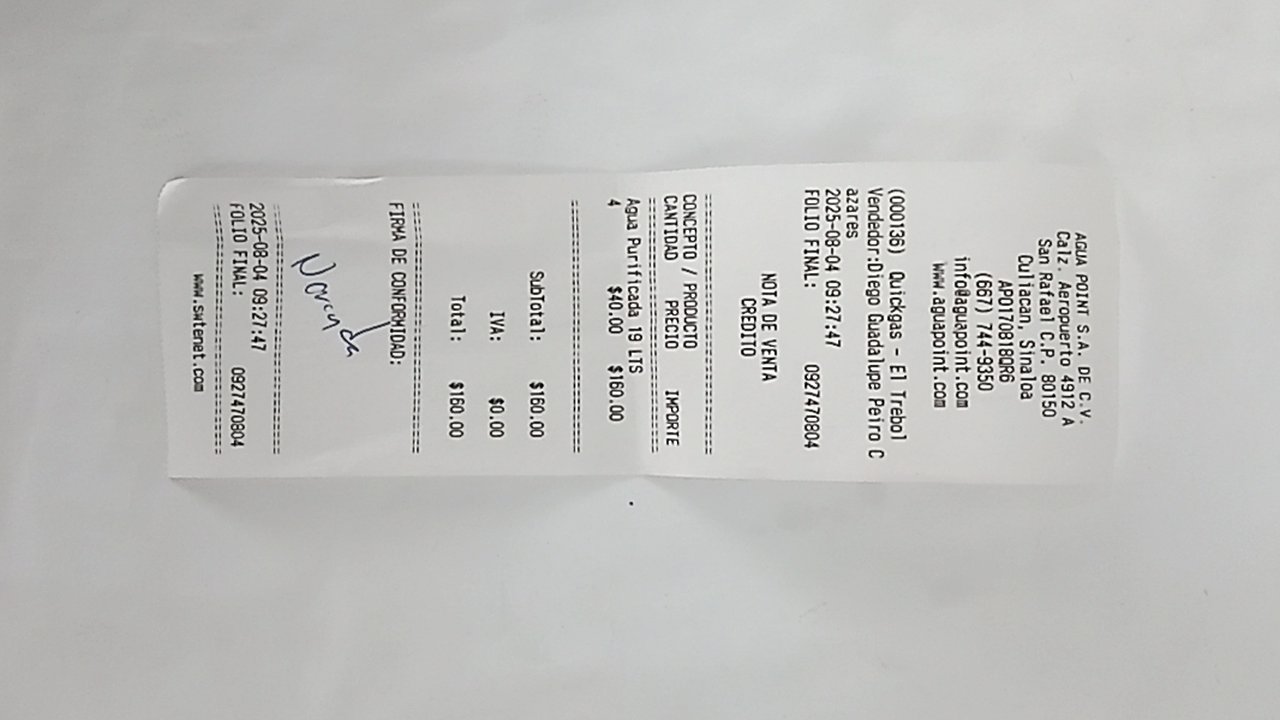 AGUA POINT S.A. DE C.V.
Calz. Aeropuerto 4912 A
San Rafael C.P. 80150
Culiacan, Sinaloa
APO170818QR6
(667) 744-9350
info@aguapoint.com
www.aguapoint.com
(000136) Quickgas - El Trebol
Vendedor:Diego Guadalupe Peiro C
azares
2025-08-04 09:27:47
FOLIO FINAL: 0927470804
NOTA DE VENTA
CREDITO
================================
CONCEPTO / PRODUCTO
CANTIDAD PRECIO IMPORTE
================================
Agua Purificada 19 LTS
4 $40.00 $160.00
================================
SubTotal: $160.00
IVA: $0.00
Total: $160.00
================================
FIRMA DE CONFORMIDAD:
================================
2025-08-04 09:27:47
FOLIO FINAL: 0927470804
================================
www.swtenet.com